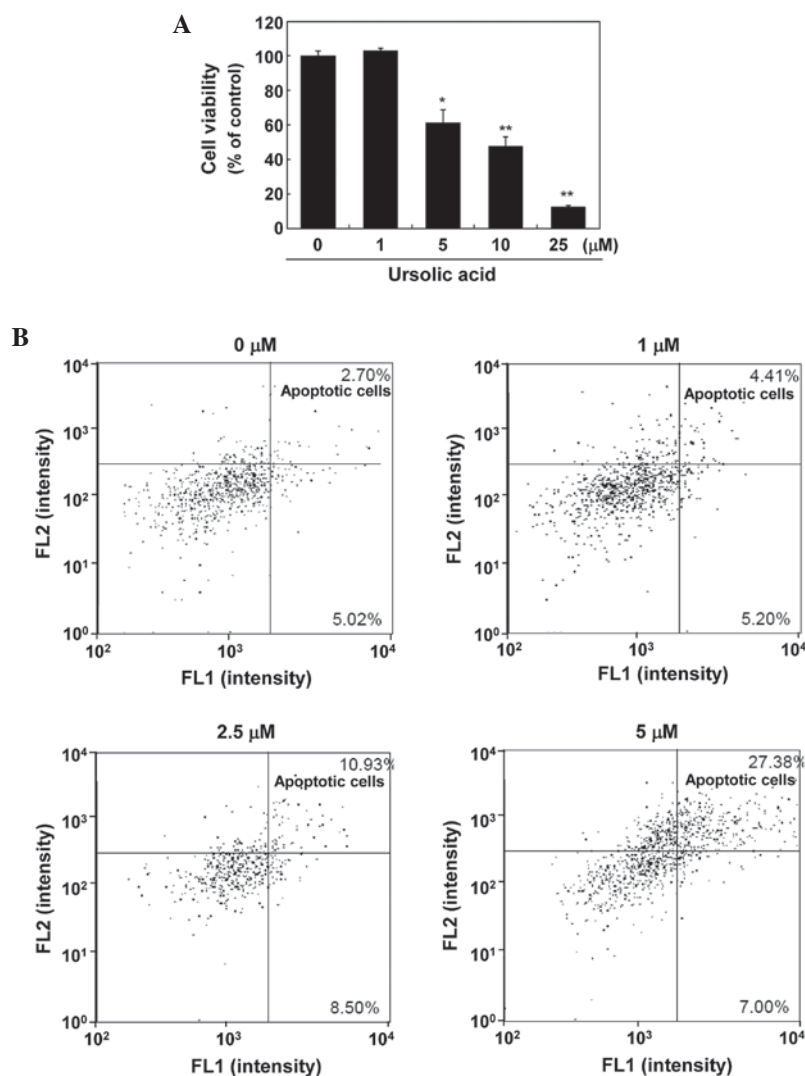 A
Cell viability
(% of control)
120
100
80
60
40
20
0
*
**
**
0 1 5 10 25 (μM)
Ursolic acid
B
0 μM
10⁴
10³
10²
10¹
10⁰
FL2 (intensity)
2.70%
Apoptotic cells
5.02%
10² 10³ 10⁴
FL1 (intensity)
1 μM
10⁴
10³
10²
10¹
10⁰
FL2 (intensity)
4.41%
Apoptotic cells
5.20%
10² 10³ 10⁴
FL1 (intensity)
2.5 μM
10⁴
10³
10²
10¹
10⁰
FL2 (intensity)
10.93%
Apoptotic cells
8.50%
10² 10³ 10⁴
FL1 (intensity)
5 μM
10⁴
10³
10²
10¹
10⁰
FL2 (intensity)
27.38%
Apoptotic cells
7.00%
10² 10³ 10⁴
FL1 (intensity)